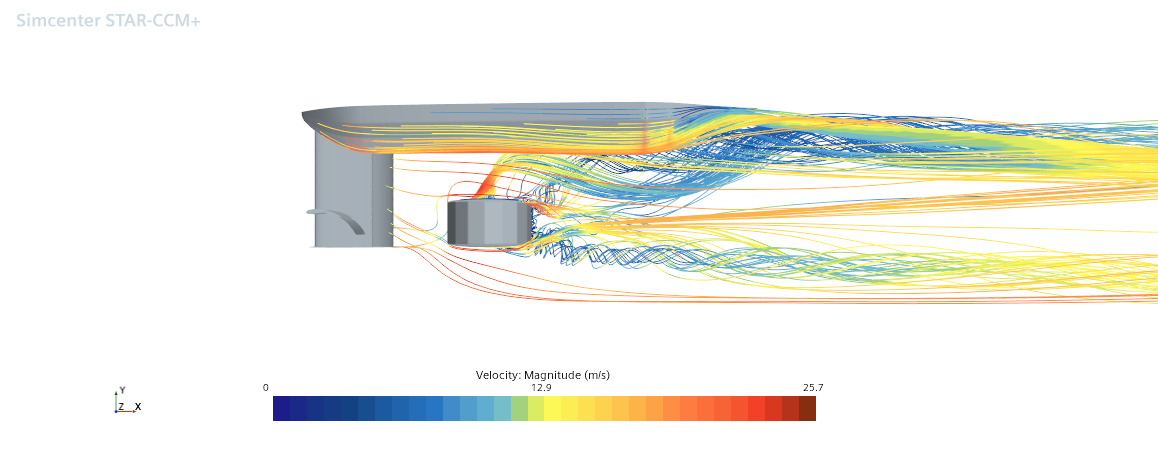 Simcenter STAR-CCM+
Velocity: Magnitude (m/s)
0 12.9 25.7
Y
Z X